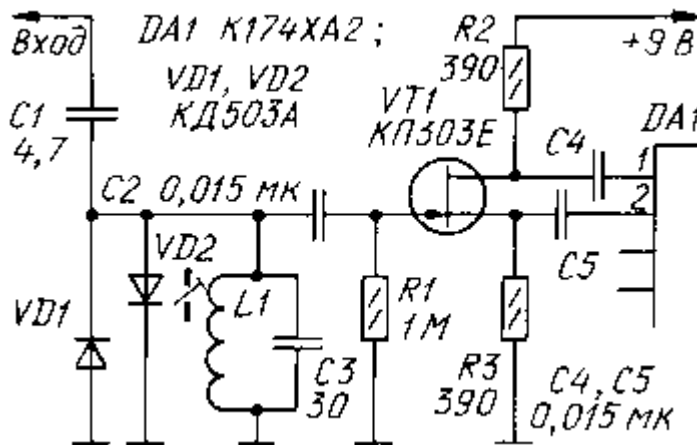 Вход
DA1 К174ХА2;
VD1, VD2
КД503А
R2
390
+9 В
C1
4,7
VT1
КП303Е
DA1
C4
1
2
C2 0,015 мк
VD2
C5
VD1
L1
R1
1М
C3
30
R3
390
C4, C5
0,015 мк